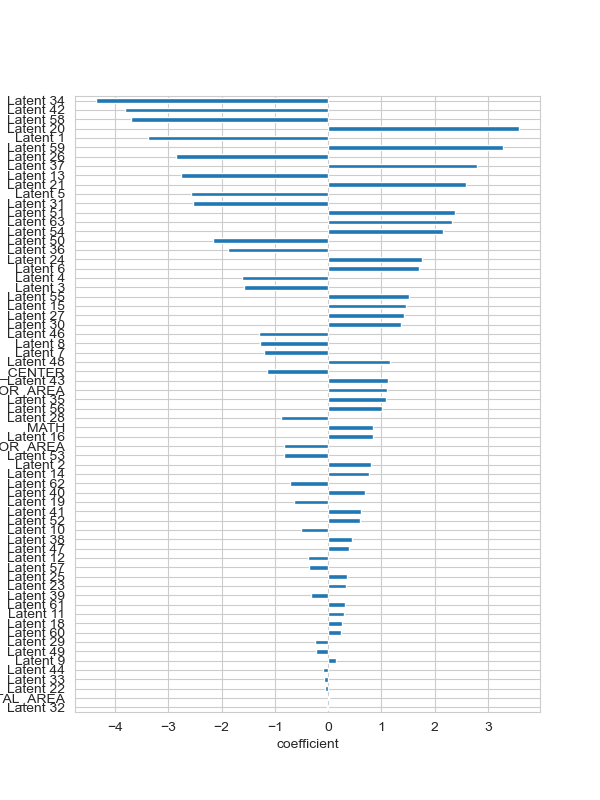 Latent 34
Latent 42
Latent 58
Latent 20
Latent 1
Latent 59
Latent 26
Latent 37
Latent 13
Latent 21
Latent 5
Latent 31
Latent 51
Latent 63
Latent 54
Latent 50
Latent 36
Latent 24
Latent 6
Latent 4
Latent 3
Latent 55
Latent 15
Latent 27
Latent 30
Latent 46
Latent 8
Latent 7
Latent 48
_CENTER
Latent 43
OR_AREA
Latent 35
Latent 56
Latent 28
MATH
Latent 16
OR_AREA
Latent 53
Latent 2
Latent 14
Latent 62
Latent 40
Latent 19
Latent 41
Latent 52
Latent 10
Latent 38
Latent 47
Latent 12
Latent 57
Latent 25
Latent 23
Latent 39
Latent 61
Latent 11
Latent 18
Latent 60
Latent 29
Latent 49
Latent 9
Latent 44
Latent 33
Latent 22
TAL_AREA
Latent 32
−4 −3 −2 −1 0 1 2 3
coefficient